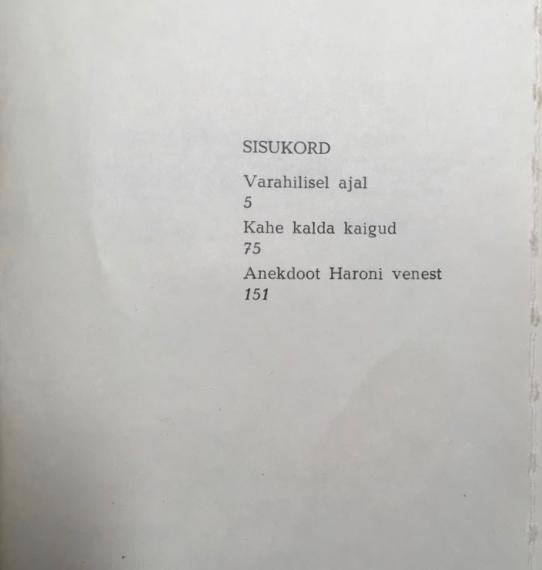 SISUKORD
Varahilisel ajal
5
Kahe kalda kaigud
75
Anekdoot Haroni venest
151